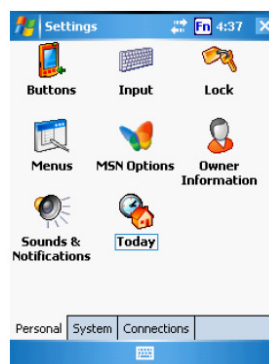 Settings Fn 4:37
Buttons Input Lock
Menus MSN Options Owner
Information
Sounds &
Notifications Today
Personal System Connections